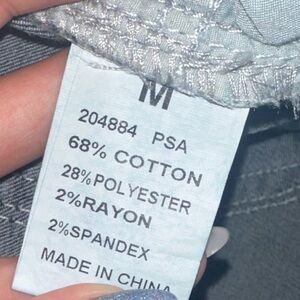 M
204884 PSA
68% COTTON
28%POLYESTER
2%RAYON
2%SPANDEX
MADE IN CHINA